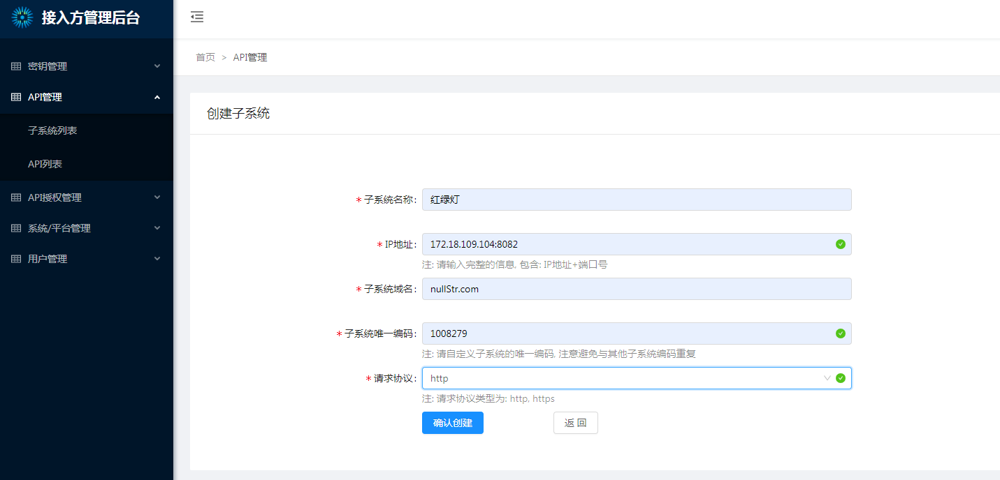 接入方管理后台
密钥管理
API管理
子系统列表
API列表
API授权管理
系统/平台管理
用户管理
首页 > API管理
创建子系统
* 子系统名称: 红绿灯
* IP地址: 172.18.109.104:8082
注: 请输入完整的信息, 包含: IP地址+端口号
* 子系统域名: nullStr.com
* 子系统唯一编码: 1008279
注: 请自定义子系统的唯一编码, 注意避免与其他子系统编码重复
* 请求协议: http
注: 请求协议类型为: http, https
确认创建 返 回